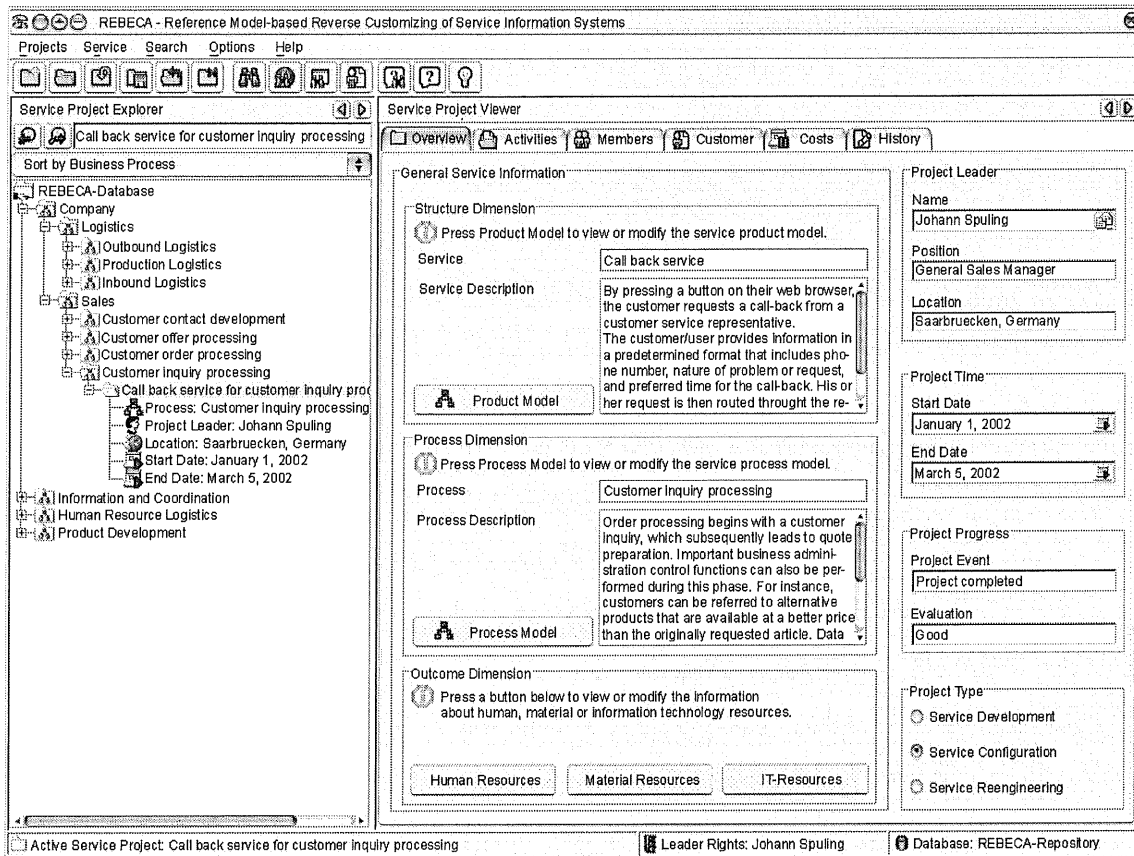 REBECA - Reference Model-based Reverse Customizing of Service Information Systems
Projects Service Search Options Help
Service Project Explorer
Call back service for customer inquiry processing
Sort by Business Process
REBECA-Database
Company
Logistics
Outbound Logistics
Production Logistics
Inbound Logistics
Sales
Customer contact development
Customer offer processing
Customer order processing
Customer inquiry processing
Call back service for customer inquiry proc
Process: Customer inquiry processing
Project Leader: Johann Spuling
Location: Saarbruecken, Germany
Start Date: January 1, 2002
End Date: March 5, 2002
Information and Coordination
Human Resource Logistics
Product Development
Service Project Viewer
Overview Activities Members Customer Costs History
General Service Information
Structure Dimension
Press Product Model to view or modify the service product model.
Service
Call back service
Service Description
By pressing a button on their web browser,
the customer requests a call-back from a
customer service representative.
The customer/user provides information in
a predetermined format that includes pho-
ne number, nature of problem or request,
and preferred time for the call-back. His or
her request is then routed throught the re-
Product Model
Process Dimension
Press Process Model to view or modify the service process model.
Process
Customer inquiry processing
Process Description
Order processing begins with a customer
inquiry, which subsequently leads to quote
preparation. Important business admini-
stration control functions can also be per-
formed during this phase. For instance,
customers can be referred to alternative
products that are available at a better price
than the originally requested article. Data
Process Model
Outcome Dimension
Press a button below to view or modify the information
about human, material or information technology resources.
Human Resources Material Resources IT-Resources
Project Leader
Name
Johann Spuling
Position
General Sales Manager
Location
Saarbruecken, Germany
Project Time
Start Date
January 1, 2002
End Date
March 5, 2002
Project Progress
Project Event
Project completed
Evaluation
Good
Project Type
Service Development
Service Configuration
Service Reengineering
Active Service Project: Call back service for customer inquiry processing
Leader Rights: Johann Spuling
Database: REBECA-Repository